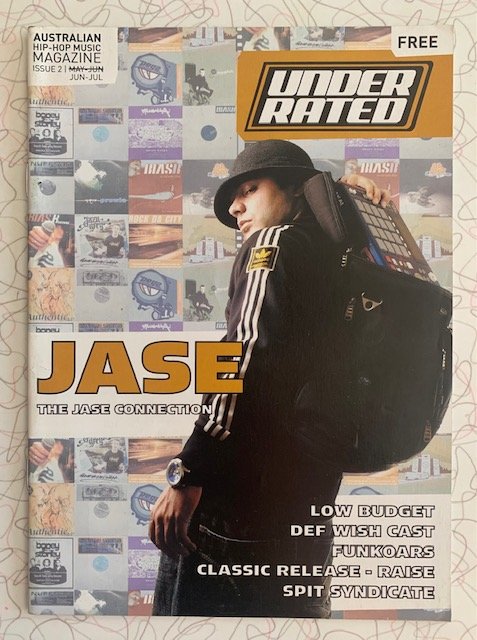 AUSTRALIAN
HIP-HOP MUSIC
MAGAZINE
ISSUE 2 | MAY-JUN
JUN-JUL
FREE
UNDER
RATED
JASE
THE JASE CONNECTION
LOW BUDGET
DEF WISH CAST
FUNKOARS
CLASSIC RELEASE - RAISE
SPIT SYNDICATE